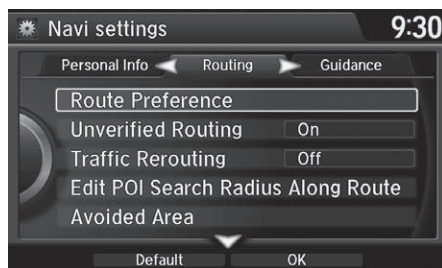 Navi settings 9:30
Personal Info Routing Guidance
Route Preference
Unverified Routing On
Traffic Rerouting Off
Edit POI Search Radius Along Route
Avoided Area
Default OK